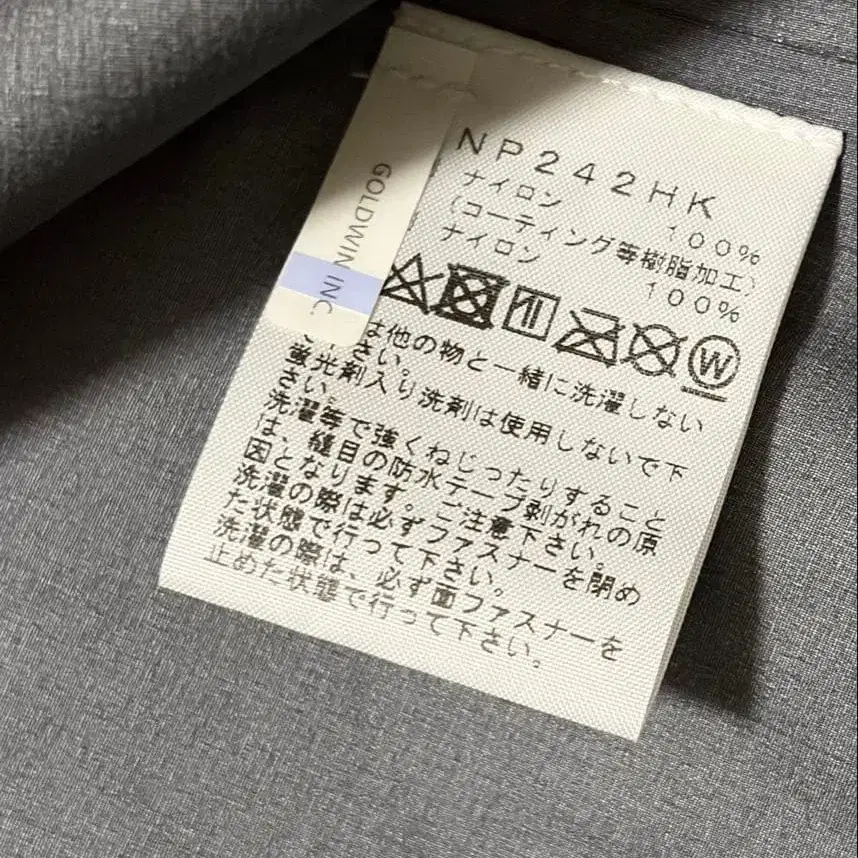 GOLDWIN INC.
NP242HK
ナイロン 100%
(コーティング等樹脂加工)
ナイロン 100%
W
は他の物と一緒に洗濯しない
下さい。
蛍光剤入り洗剤は使用しないで下
さい。
洗濯等で強くねじったりすること
は、縫目の防水テープ剥がれの原
因となります。ご注意下さい。
洗濯の際は必ずファスナーを閉め
た状態で行って下さい。
洗濯の際は、必ず面ファスナーを
止めた状態で行って下さい。